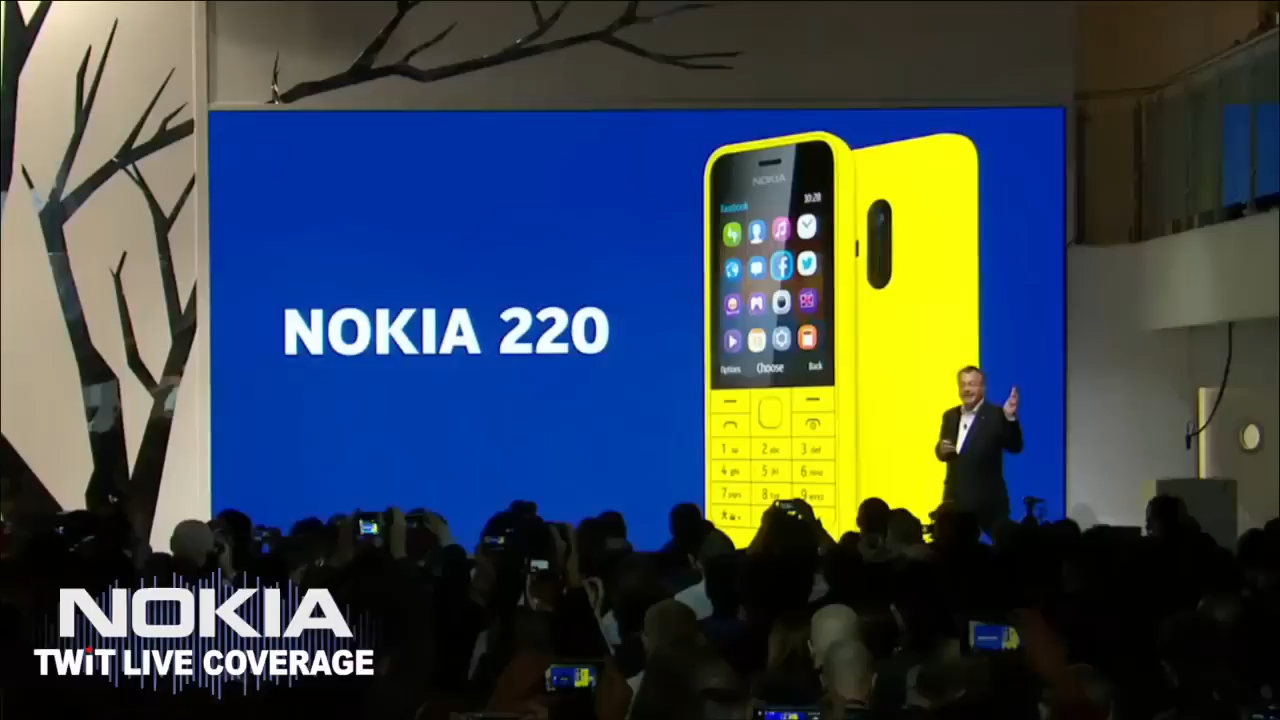 NOKIA 220
NOKIA
10:28
Facebook
Options Choose Back
1
2 abc
3 def
4 ghi
5 jkl
6 mno
7 pqrs
8 tuv
9 wxyz
NOKIA
TWiT LIVE COVERAGE